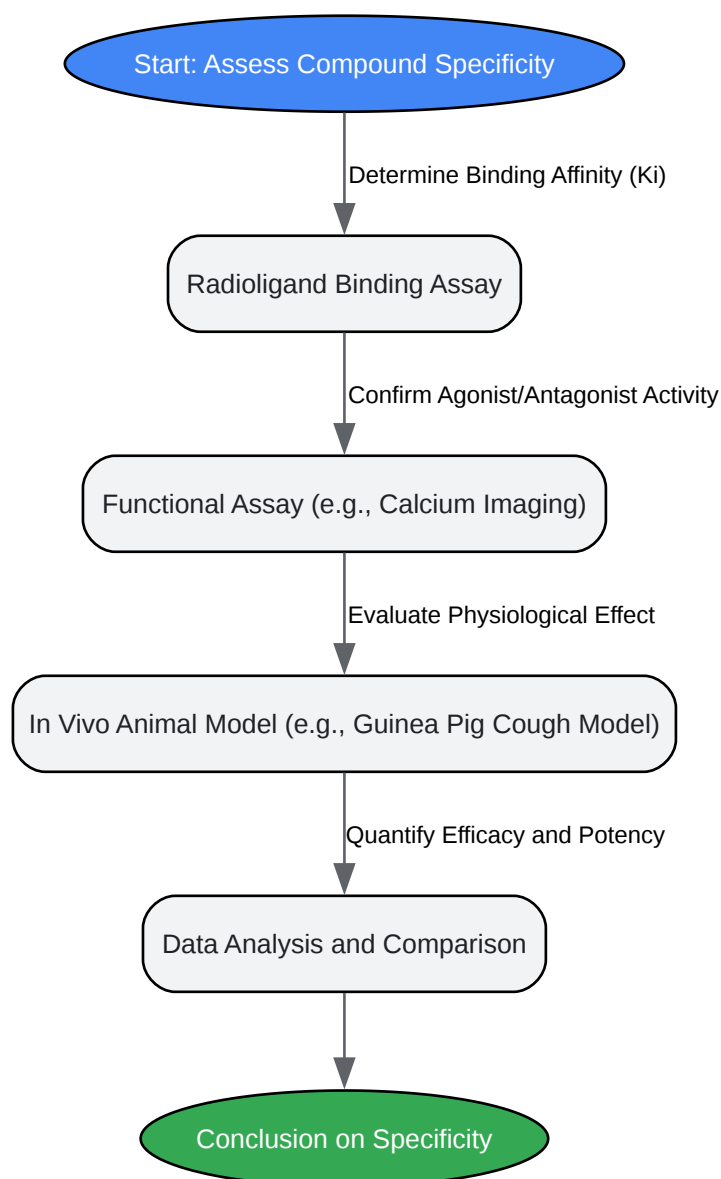 Start: Assess Compound Specificity
Determine Binding Affinity (Ki)
Radioligand Binding Assay
Confirm Agonist/Antagonist Activity
Functional Assay (e.g., Calcium Imaging)
Evaluate Physiological Effect
In Vivo Animal Model (e.g., Guinea Pig Cough Model)
Quantify Efficacy and Potency
Data Analysis and Comparison
Conclusion on Specificity